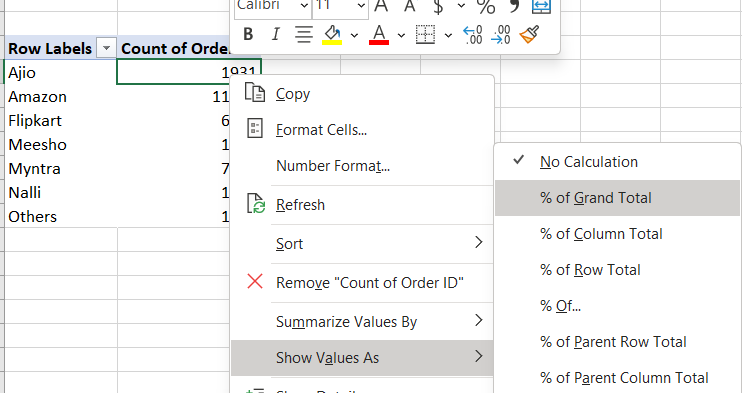 Calibri 11 A A $ % 9
B I A .00 .00
Row Labels Count of Order
Ajio 1931
Amazon 11
Flipkart 6
Meesho 1
Myntra 7
Nalli 1
Others 1
Copy
Format Cells...
Number Format...
Refresh
Sort
Remove "Count of Order ID"
Summarize Values By
Show Values As
No Calculation
% of Grand Total
% of Column Total
% of Row Total
% Of...
% of Parent Row Total
% of Parent Column Total